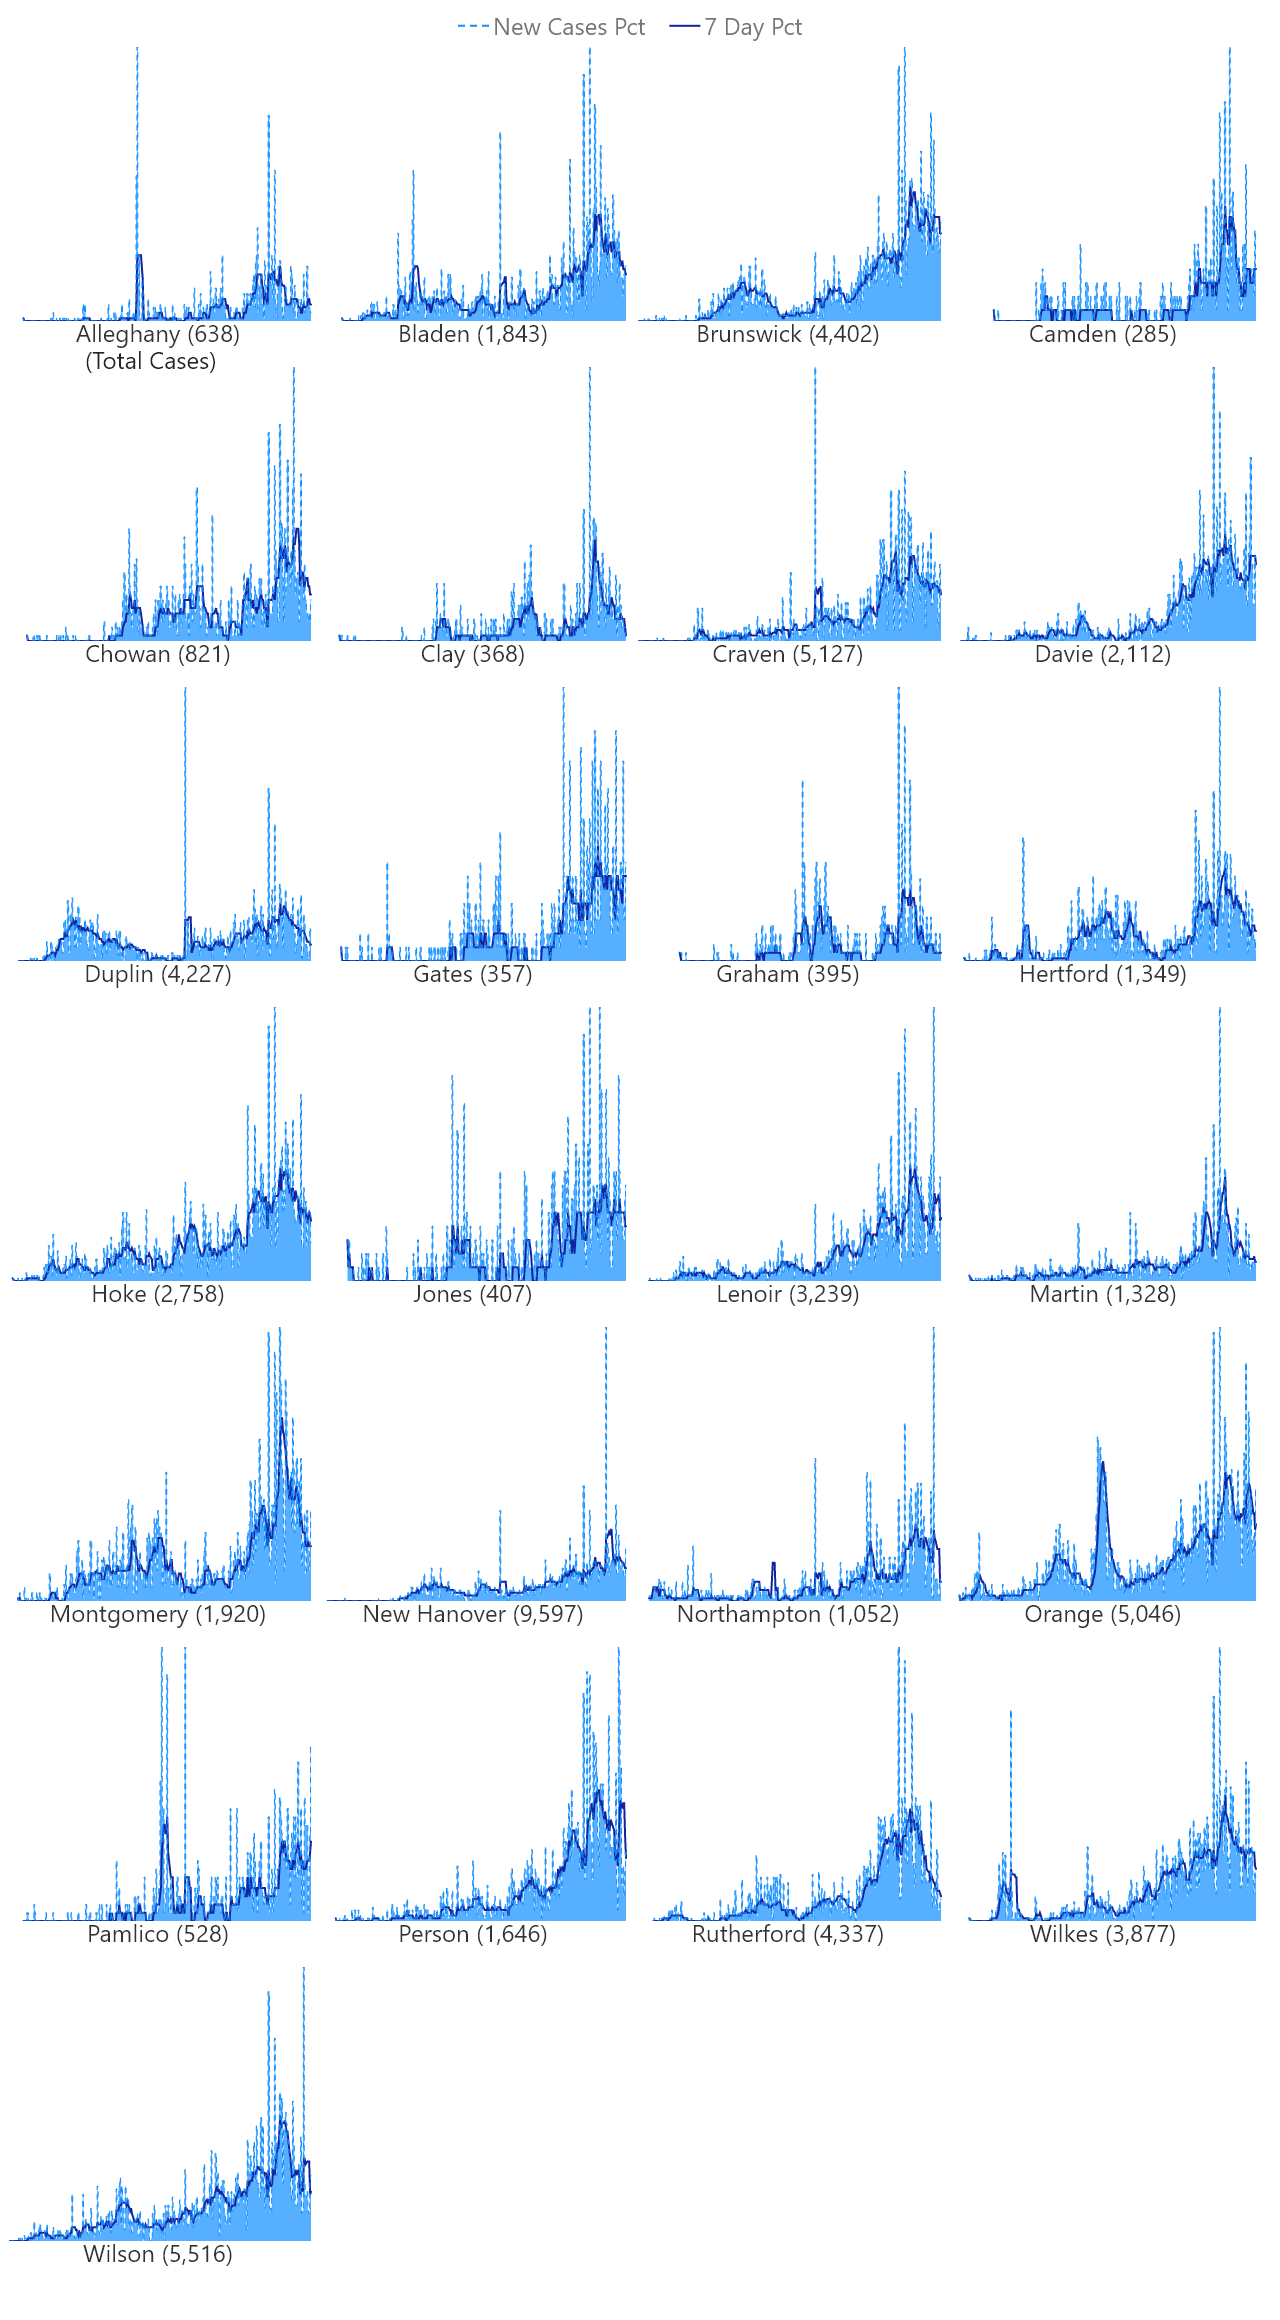 New Cases Pct 7 Day Pct
Alleghany (638) Bladen (1,843) Brunswick (4,402) Camden (285)
(Total Cases)
Chowan (821) Clay (368) Craven (5,127) Davie (2,112)
Duplin (4,227) Gates (357) Graham (395) Hertford (1,349)
Hoke (2,758) Jones (407) Lenoir (3,239) Martin (1,328)
Montgomery (1,920) New Hanover (9,597) Northampton (1,052) Orange (5,046)
Pamlico (528) Person (1,646) Rutherford (4,337) Wilkes (3,877)
Wilson (5,516)